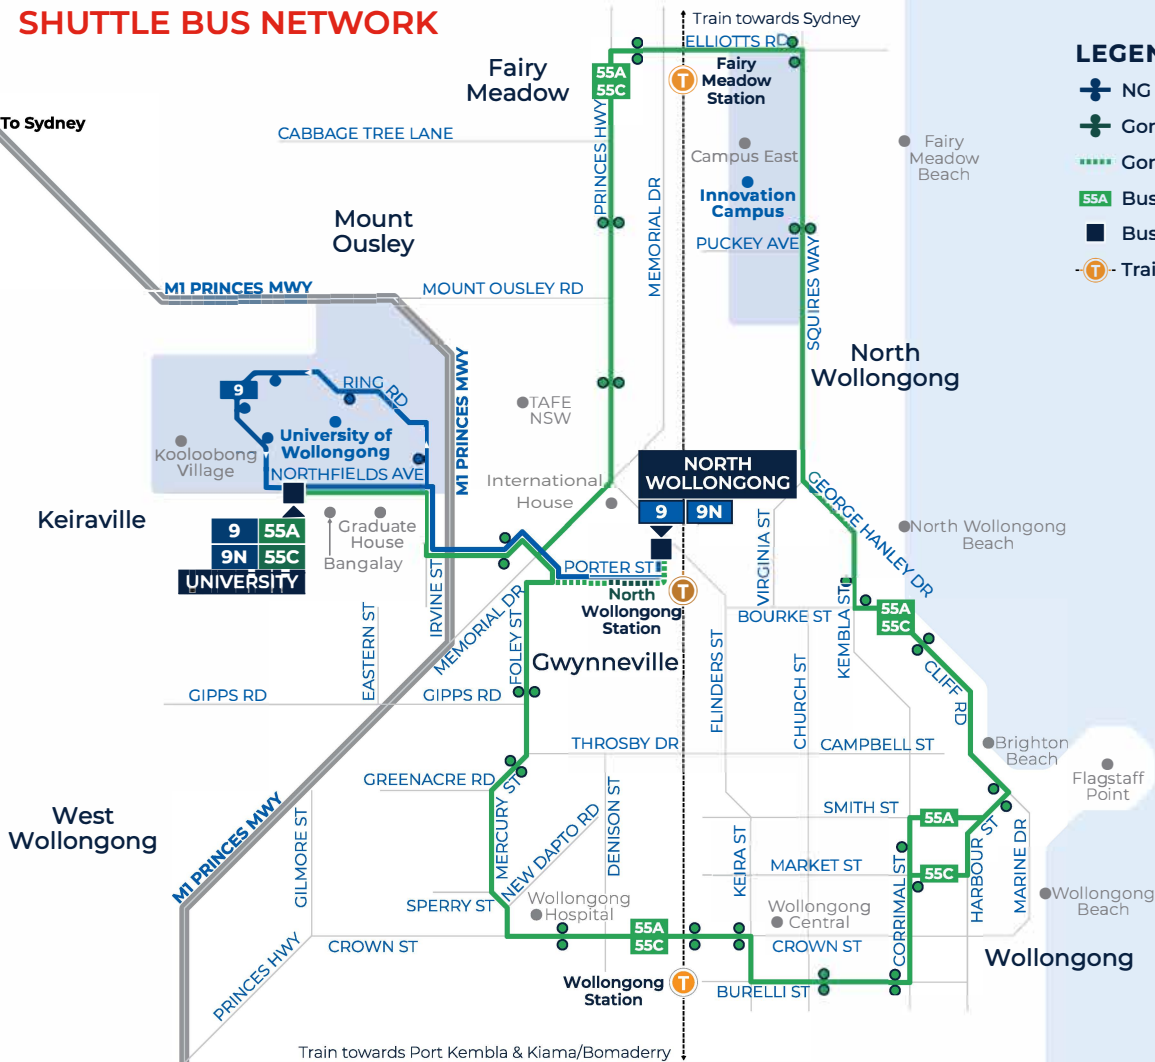 SHUTTLE BUS NETWORK
Train towards Sydney
ELLIOTTS RD
Fairy
Meadow
55A
55C
T
Fairy
Meadow
Station
LEGEN
NG
Gon
Gon
55A Bus
Bus
T Trai
To Sydney
CABBAGE TREE LANE
PRINCES HWY
MEMORIAL DR
Campus East
Innovation
Campus
PUCKEY AVE
SQUIRES WAY
Fairy
Meadow
Beach
Mount
Ousley
M1 PRINCES MWY
MOUNT OUSLEY RD
M1 PRINCES MWY
North
Wollongong
9
RING RD
University of
Wollongong
Kooloobong
Village
NORTHFIELDS AVE
TAFE
NSW
International
House
NORTH
WOLLONGONG
9
9N
GEORGE HANLEY DR
North Wollongong
Beach
Keiraville
9
55A
9N
55C
UNIVERSITY
Graduate
House
Bangalay
IRVINE ST
PORTER ST
T
North
Wollongong
Station
VIRGINIA ST
BOURKE ST
KEMBLA ST
55A
55C
MEMORIAL DR
FOLEY ST
EASTERN ST
Gwynneville
FLINDERS ST
CHURCH ST
CLIFF RD
GIPPS RD
GIPPS RD
THROSBY DR
CAMPBELL ST
Brighton
Beach
Flagstaff
Point
GREENACRE RD
MERCURY ST
West
Wollongong
M1 PRINCES MWY
GILMORE ST
NEW DAPTO RD
DENISON ST
SMITH ST
55A
KEIRA ST
MARKET ST
55C
CORRIMAL ST
HARBOUR ST
MARINE DR
Wollongong
Beach
SPERRY ST
Wollongong
Hospital
Wollongong
Central
55A
55C
CROWN ST
CROWN ST
PRINCES HWY
Wollongong
Wollongong
Station
T
BURELLI ST
Train towards Port Kembla & Kiama/Bomaderry